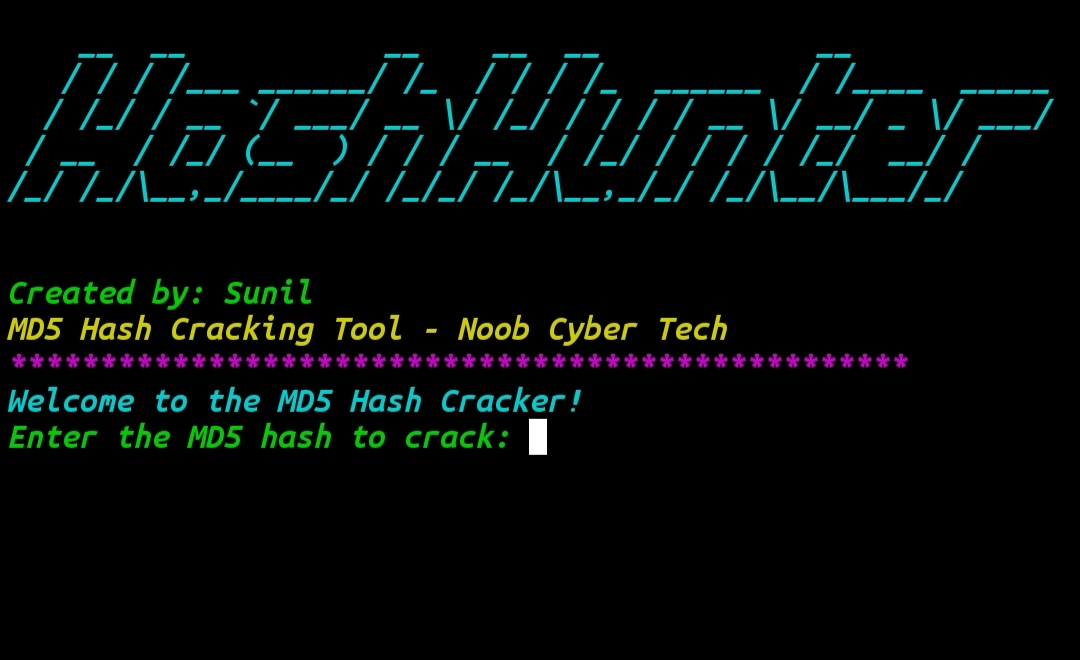 HashHunter
Created by: Sunil
MD5 Hash Cracking Tool - Noob Cyber Tech
**************************************************
Welcome to the MD5 Hash Cracker!
Enter the MD5 hash to crack: